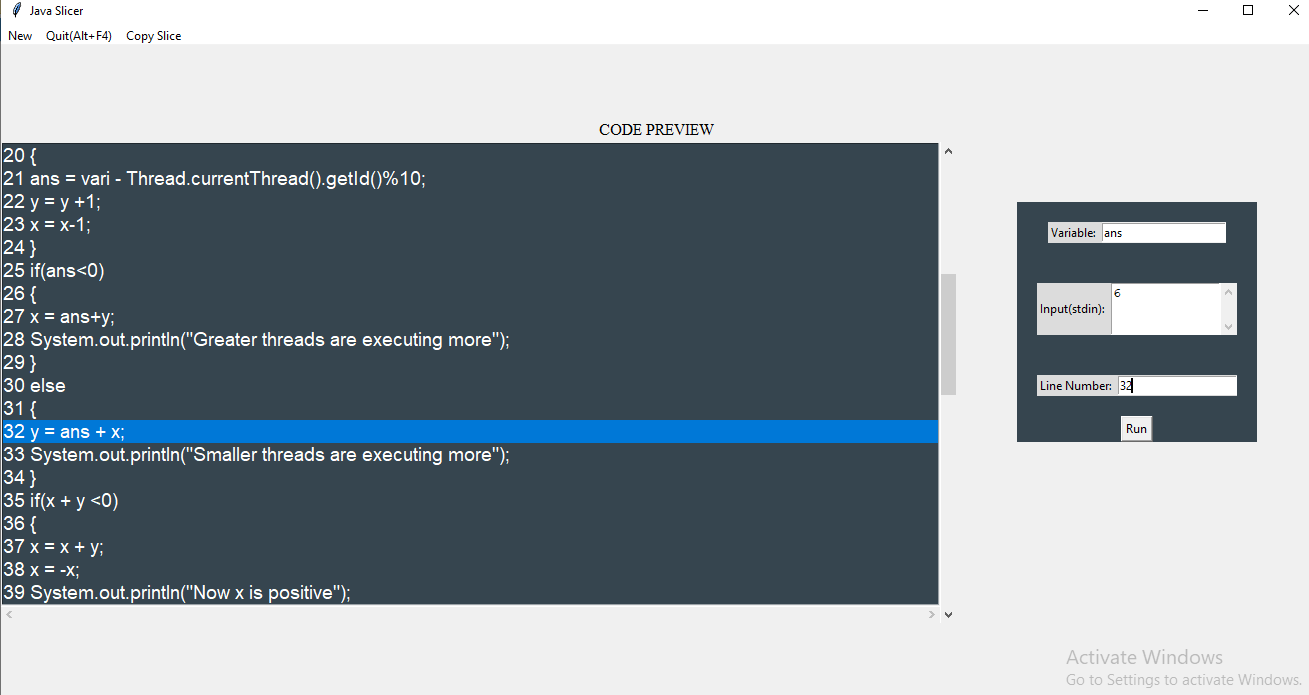 Java Slicer
New Quit(Alt+F4) Copy Slice
CODE PREVIEW
20 {
21 ans = vari - Thread.currentThread().getId()%10;
22 y = y +1;
23 x = x-1;
24 }
25 if(ans<0)
26 {
27 x = ans+y;
28 System.out.println("Greater threads are executing more");
29 }
30 else
31 {
32 y = ans + x;
33 System.out.println("Smaller threads are executing more");
34 }
35 if(x + y <0)
36 {
37 x = x + y;
38 x = -x;
39 System.out.println("Now x is positive");
Variable: ans
Input(stdin): 6
Line Number: 32
Run
Activate Windows
Go to Settings to activate Windows.